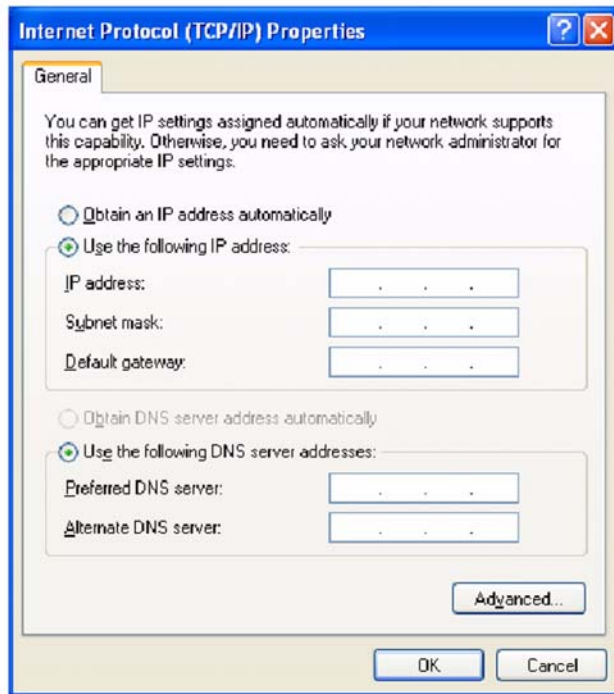 Internet Protocol (TCP/IP) Properties
General
You can get IP settings assigned automatically if your network supports
this capability. Otherwise, you need to ask your network administrator for
the appropriate IP settings.
Obtain an IP address automatically
Use the following IP address:
IP address:
Subnet mask:
Default gateway:
Obtain DNS server address automatically
Use the following DNS server addresses:
Preferred DNS server:
Alternate DNS server:
Advanced...
OK
Cancel